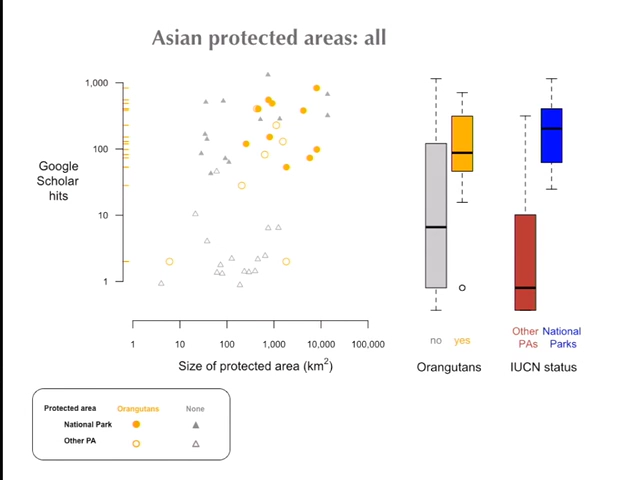 Asian protected areas: all
1,000
100
10
1
Google
Scholar
hits
1
10
100
1,000
10,000
100,000
Size of protected area (km2)
no
yes
Orangutans
Other
PAs
National
Parks
IUCN status
Protected area
Orangutans
None
National Park
Other PA